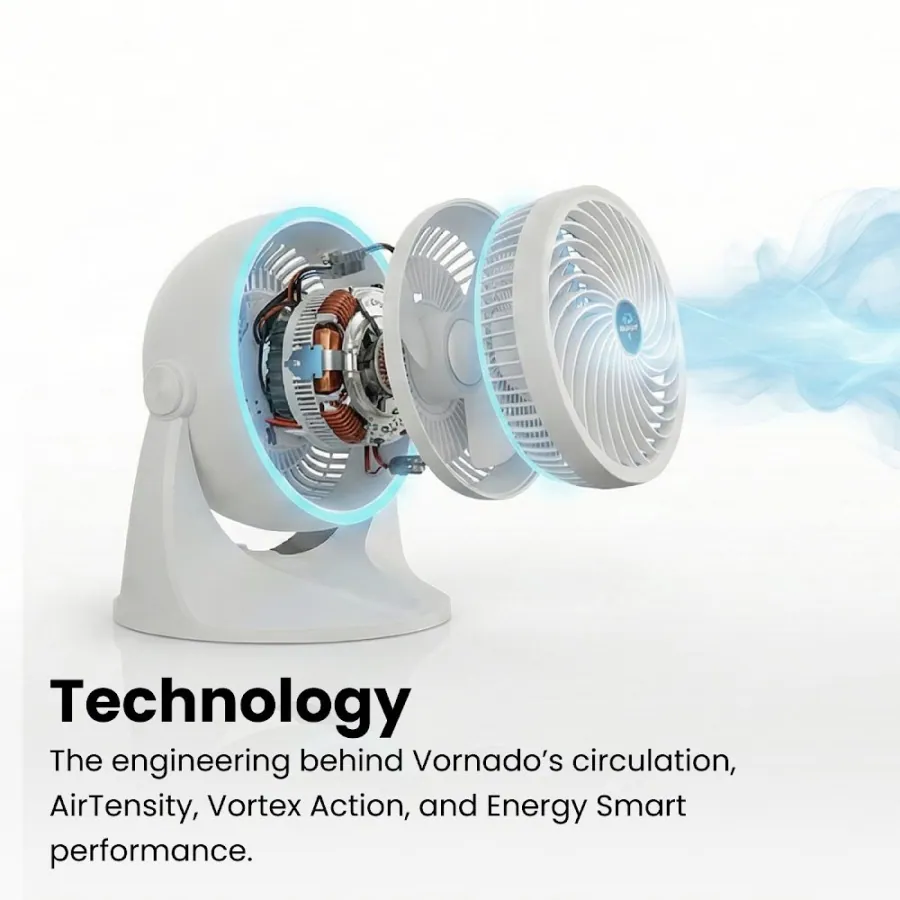 Technology
The engineering behind Vornado’s circulation,
AirTensity, Vortex Action, and Energy Smart
performance.